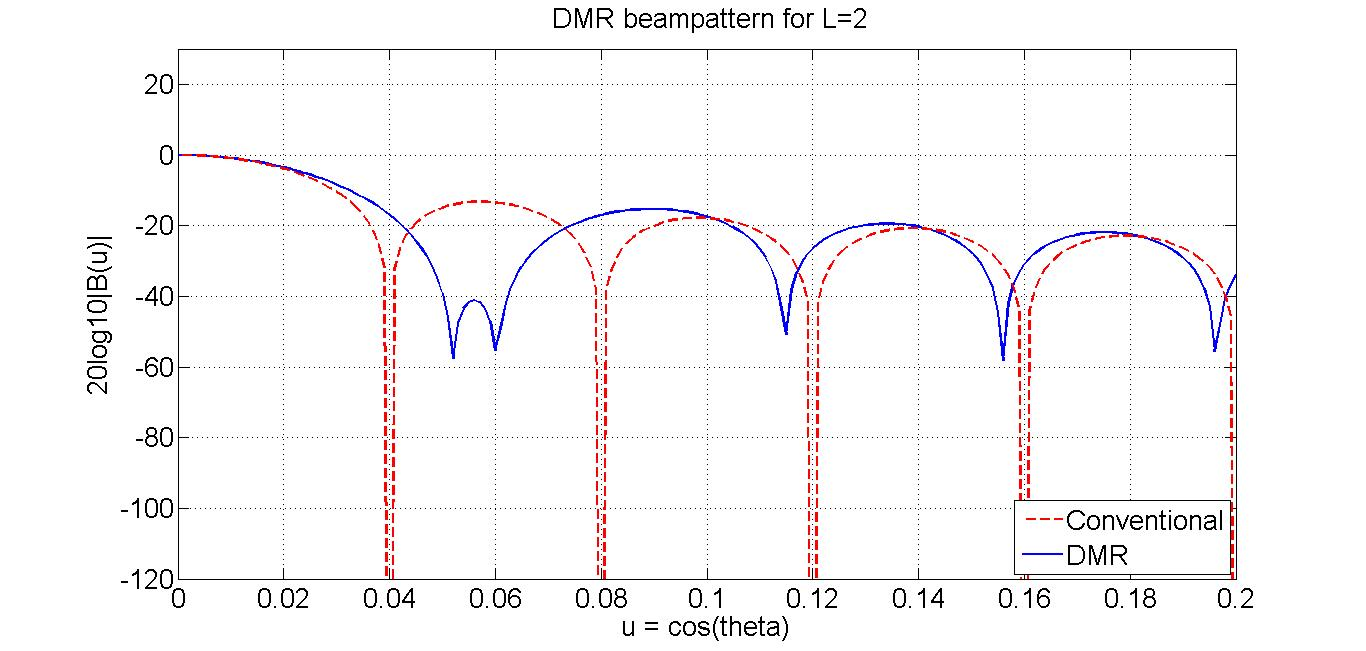 DMR beampattern for L=2
20log10|B(u)|
20
0
-20
-40
-60
-80
-100
-120
0 0.02 0.04 0.06 0.08 0.1 0.12 0.14 0.16 0.18 0.2
u = cos(theta)
Conventional
DMR